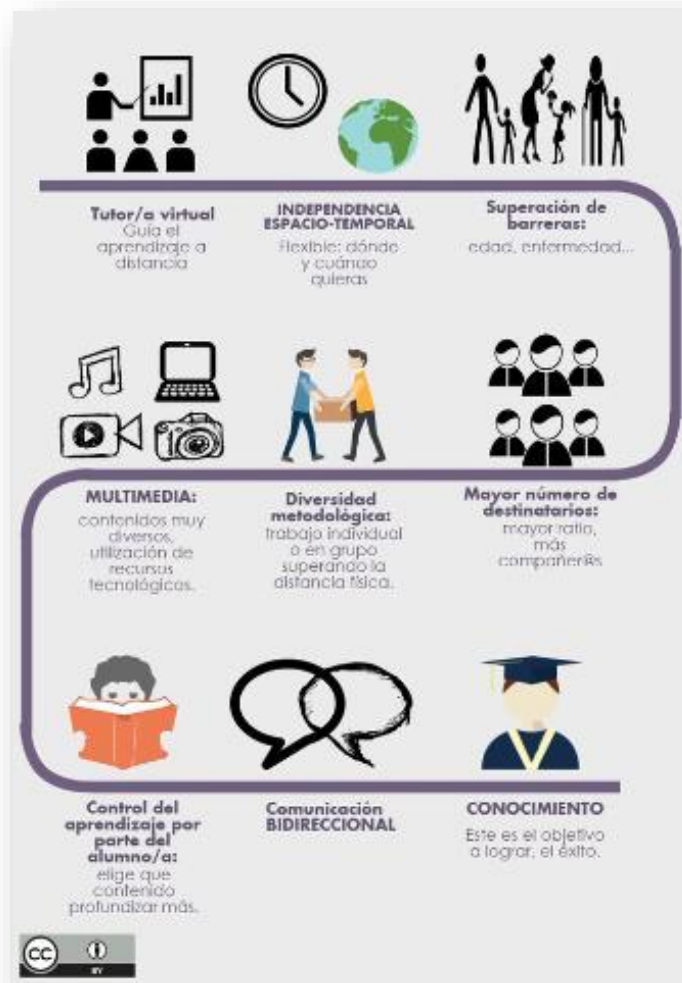 Tutor/a virtual
Guía el
aprendizaje a
distancia
INDEPENDENCIA
ESPACIO-TEMPORAL
Flexible: dónde
y cuándo
quieras
Superación de
barreras:
edad, enfermedad...
MULTIMEDIA:
contenidos muy
diversos,
utilización de
recursos
tecnológicos.
Diversidad
metodológica:
trabajo individual
o en grupo
superando la
distancia física.
Mayor número de
destinatarios:
mayor ratio,
más
compañer@s
Control del
aprendizaje por
parte del
alumno/a:
elige que
contenido
profundizar más.
Comunicación
BIDIRECCIONAL
CONOCIMIENTO
Este es el objetivo
a lograr, el éxito.
CC
BY